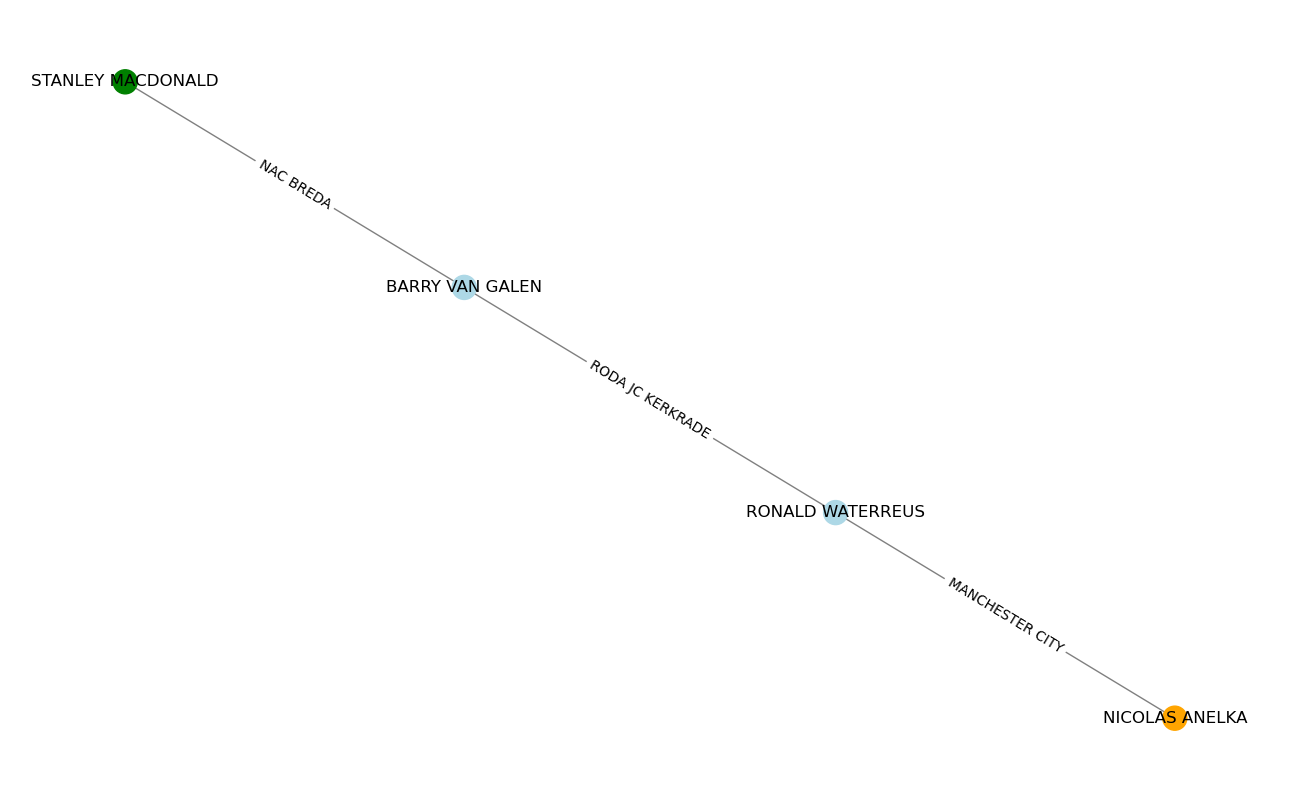 STANLEY MACDONALD
NAC BREDA
BARRY VAN GALEN
RODA JC KERKRADE
RONALD WATERREUS
MANCHESTER CITY
NICOLAS ANELKA